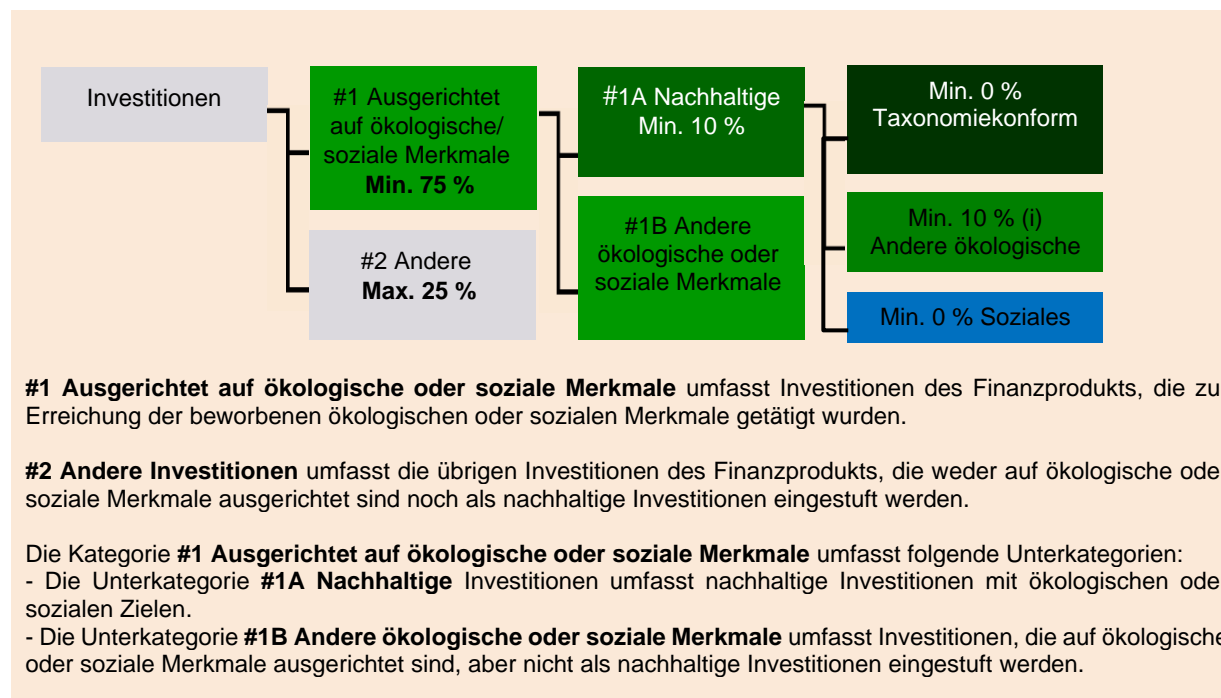 Investitionen
#1 Ausgerichtet
auf ökologische/
soziale Merkmale
Min. 75 %
#2 Andere
Max. 25 %
#1A Nachhaltige
Min. 10 %
#1B Andere
ökologische oder
soziale Merkmale
Min. 0 %
Taxonomiekonform
Min. 10 % (i)
Andere ökologische
Min. 0 % Soziales
#1 Ausgerichtet auf ökologische oder soziale Merkmale umfasst Investitionen des Finanzprodukts, die zu
Erreichung der beworbenen ökologischen oder sozialen Merkmale getätigt wurden.
#2 Andere Investitionen umfasst die übrigen Investitionen des Finanzprodukts, die weder auf ökologische ode
soziale Merkmale ausgerichtet sind noch als nachhaltige Investitionen eingestuft werden.
Die Kategorie #1 Ausgerichtet auf ökologische oder soziale Merkmale umfasst folgende Unterkategorien:
- Die Unterkategorie #1A Nachhaltige Investitionen umfasst nachhaltige Investitionen mit ökologischen ode
sozialen Zielen.
- Die Unterkategorie #1B Andere ökologische oder soziale Merkmale umfasst Investitionen, die auf ökologische
oder soziale Merkmale ausgerichtet sind, aber nicht als nachhaltige Investitionen eingestuft werden.